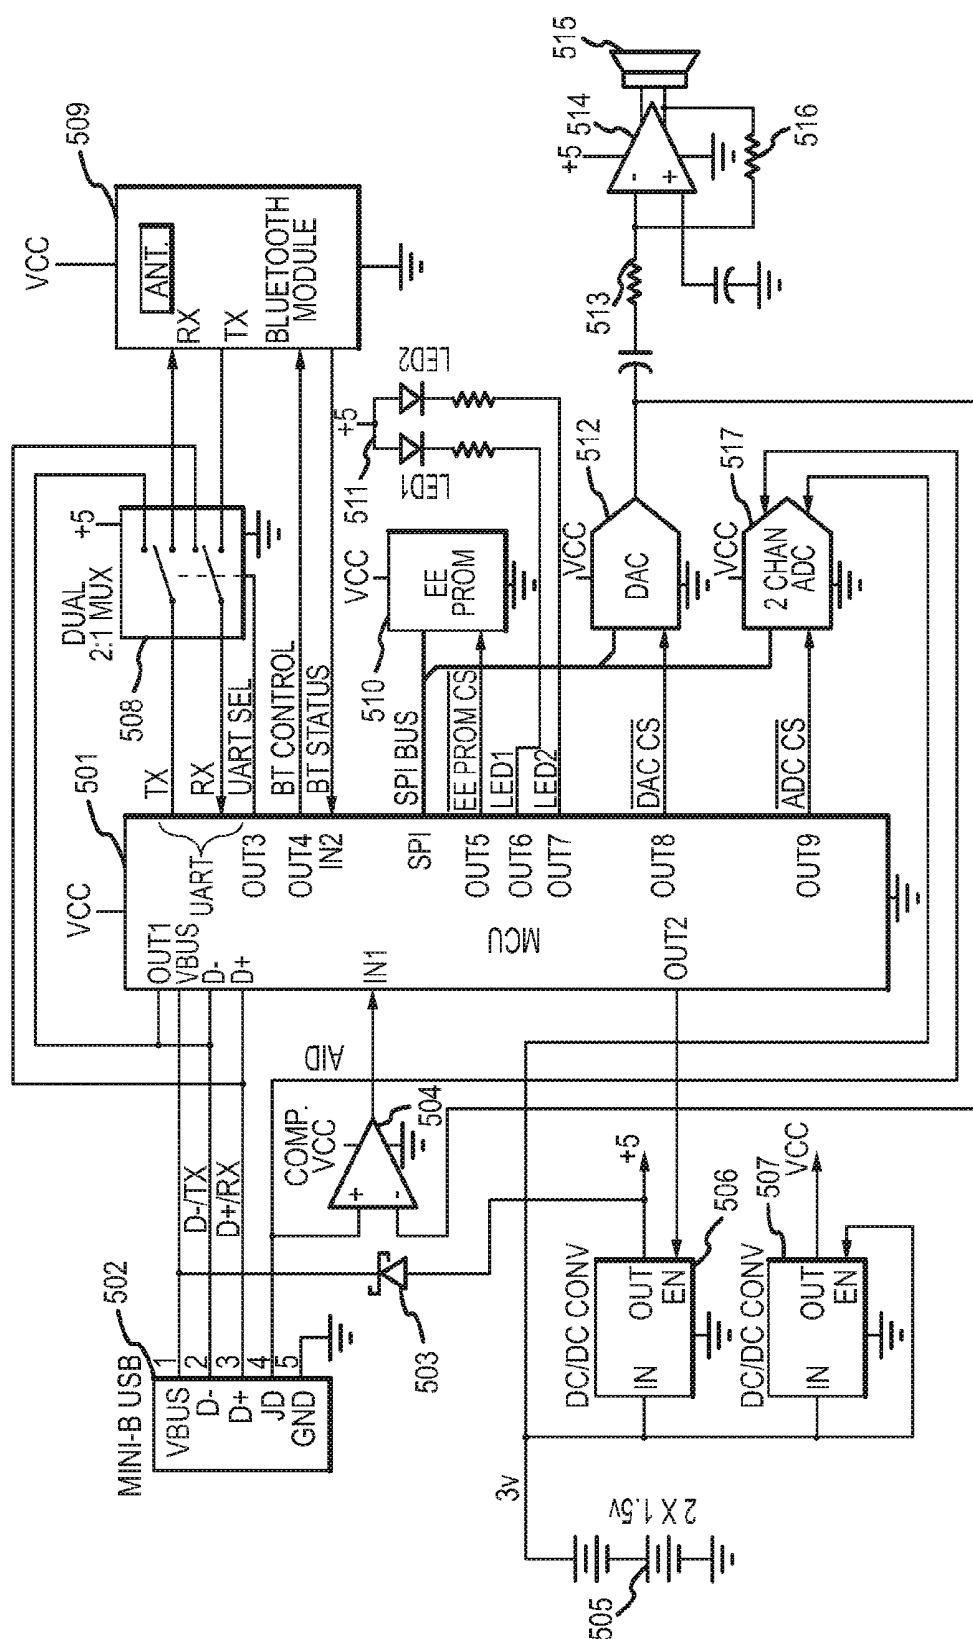 MINI-B USB
502
VBUS 1
D- 2
D+ 3
JD 4
GND 5
D-/TX
D+/RX
503
COMP.
VCC
+
-
504
AID
3v
2 X 1.5v
505
DC/DC CONV
IN
OUT
EN
506
+5
DC/DC CONV
IN
OUT
EN
507
VCC
VCC
501
MCU
OUT1
VBUS
D-
D+
IN1
OUT2
UART
OUT3
OUT4
IN2
SPI
OUT5
OUT6
OUT7
OUT8
OUT9
TX
RX
UART SEL
BT CONTROL
BT STATUS
SPI BUS
EE PROM CS
LED1
LED2
DAC CS
ADC CS
DUAL
2:1 MUX
+5
508
VCC
509
ANT.
RX
TX
BLUETOOTH
MODULE
VCC
EE
PROM
510
+5
511
LED1
LED2
VCC
DAC
512
VCC
2 CHAN
ADC
517
513
+5
-
+
514
515
516